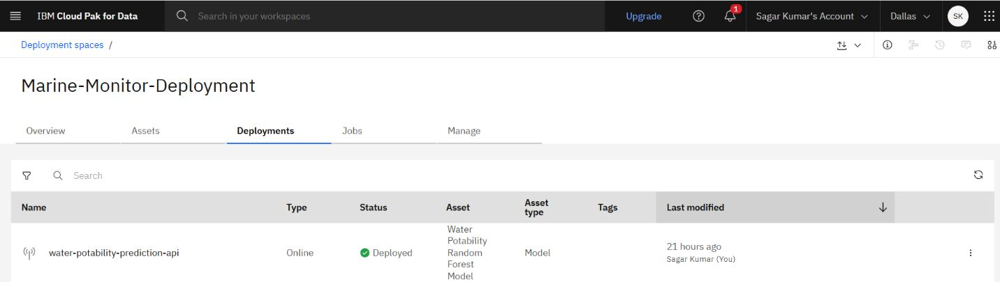 IBM Cloud Pak for Data
Search in your workspaces
Upgrade
1
Sagar Kumar's Account
Dallas
SK
Deployment spaces /
Marine-Monitor-Deployment
Overview
Assets
Deployments
Jobs
Manage
Search
Name
Type
Status
Asset
Asset
type
Tags
Last modified
water-potability-prediction-api
Online
Deployed
Water
Potability
Random
Forest
Model
Model
21 hours ago
Sagar Kumar (You)